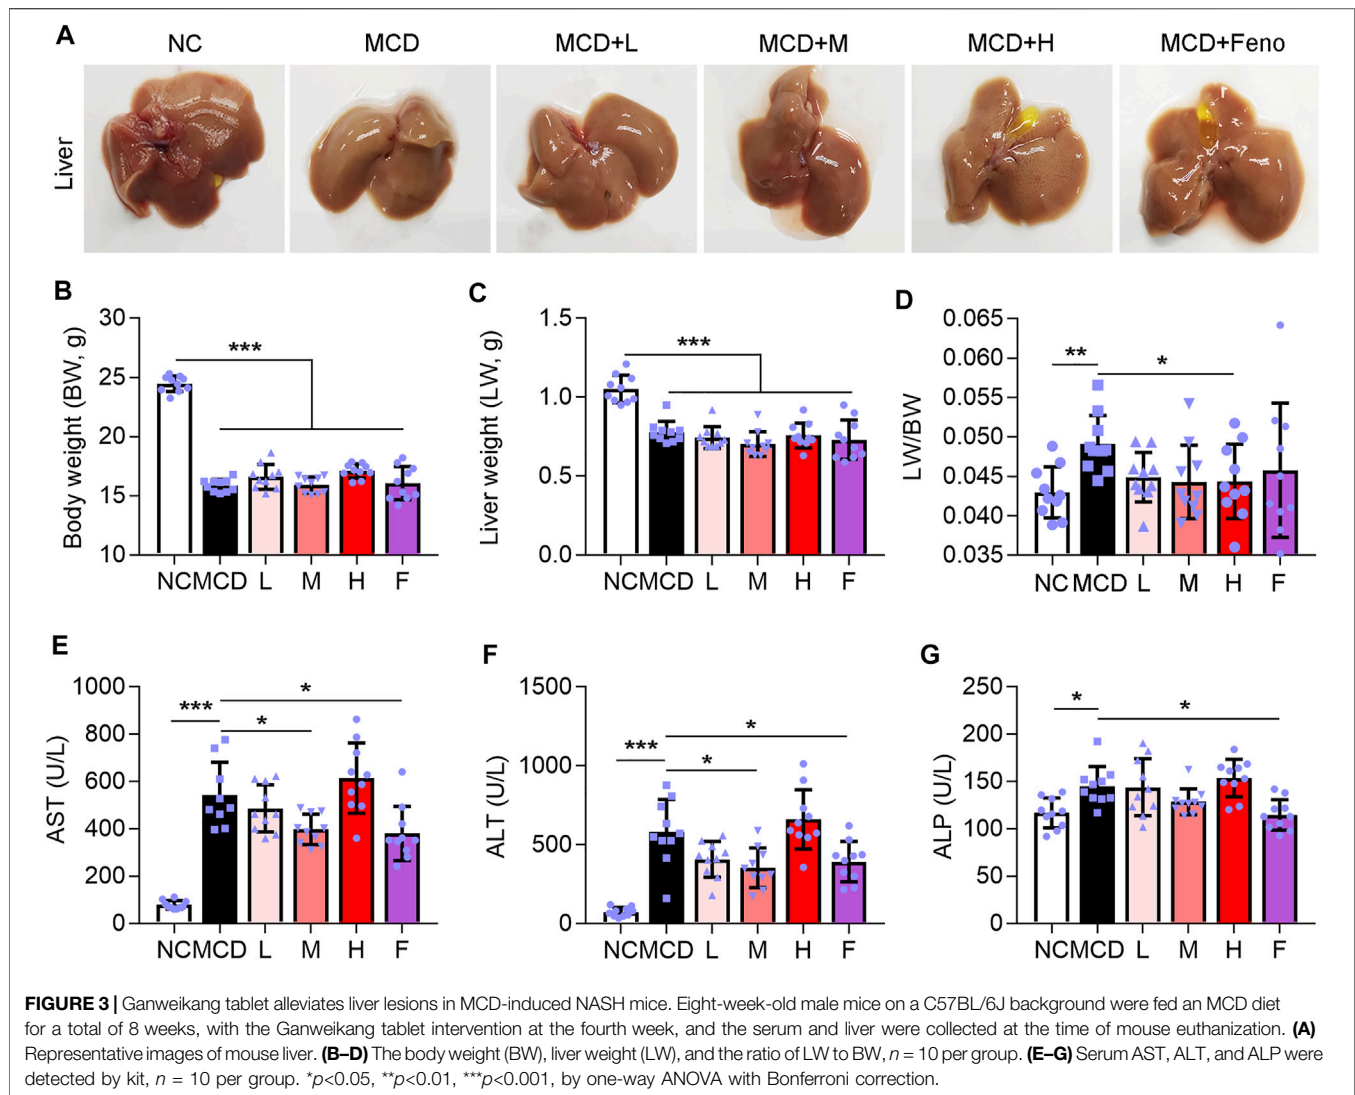 A
NC
MCD
MCD+L
MCD+M
MCD+H
MCD+Feno
Liver
B
Body weight (BW, g)
30
25
20
15
10
***
NC MCD L M H F
C
Liver weight (LW, g)
1.5
1.0
0.5
0.0
***
NC MCD L M H F
D
LW/BW
0.065
0.060
0.055
0.050
0.045
0.040
0.035
**
*
NC MCD L M H F
E
AST (U/L)
1000
800
600
400
200
0
***
*
*
NC MCD L M H F
F
ALT (U/L)
1500
1000
500
0
***
*
*
NC MCD L M H F
G
ALP (U/L)
250
200
150
100
50
0
*
*
NC MCD L M H F
FIGURE 3 | Ganweikang tablet alleviates liver lesions in MCD-induced NASH mice. Eight-week-old male mice on a C57BL/6J background were fed an MCD diet
for a total of 8 weeks, with the Ganweikang tablet intervention at the fourth week, and the serum and liver were collected at the time of mouse euthanization. (A)
Representative images of mouse liver. (B–D) The body weight (BW), liver weight (LW), and the ratio of LW to BW, n = 10 per group. (E–G) Serum AST, ALT, and ALP were
detected by kit, n = 10 per group. *p<0.05, **p<0.01, ***p<0.001, by one-way ANOVA with Bonferroni correction.